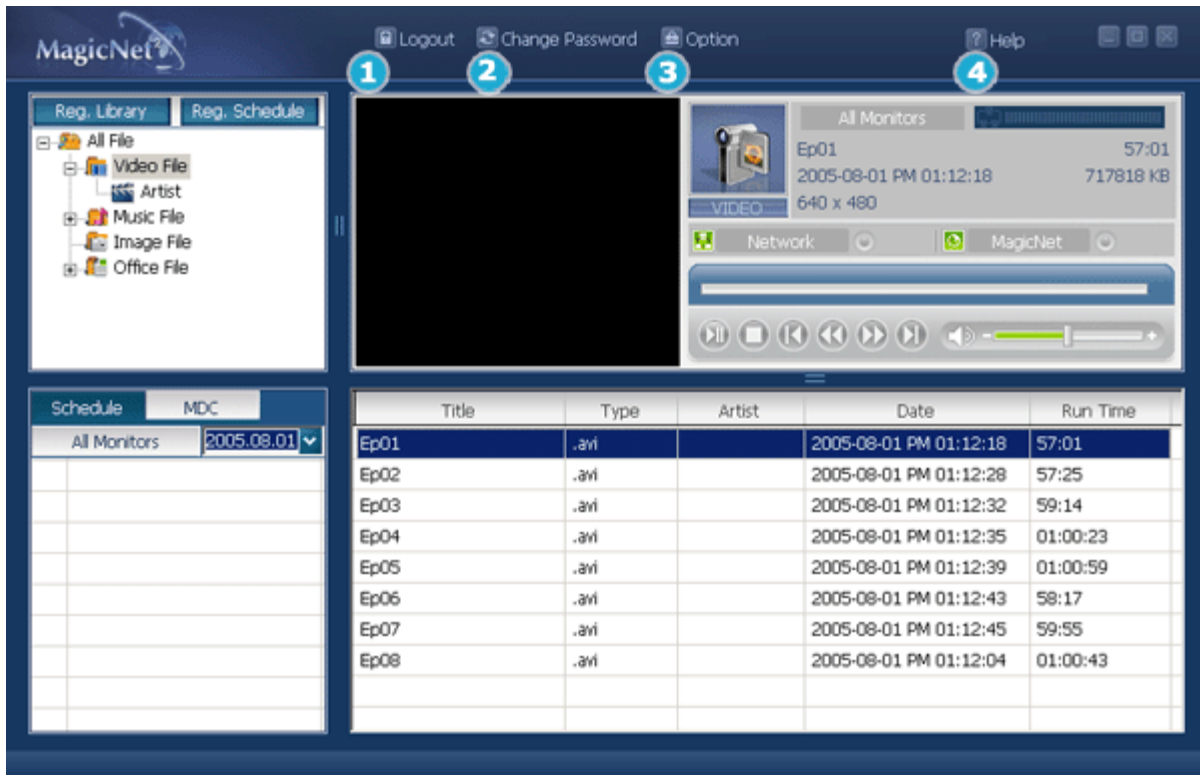 MagicNet
Logout Change Password Option Help
1 2 3 4
Reg. Library Reg. Schedule
All File
Video File
Artist
Music File
Image File
Office File
VIDEO
All Monitors
Ep01 57:01
2005-08-01 PM 01:12:18 717818 KB
640 x 480
Network MagicNet
Schedule MDC
All Monitors 2005.08.01
Title Type Artist Date Run Time
Ep01 .avi 2005-08-01 PM 01:12:18 57:01
Ep02 .avi 2005-08-01 PM 01:12:28 57:25
Ep03 .avi 2005-08-01 PM 01:12:32 59:14
Ep04 .avi 2005-08-01 PM 01:12:35 01:00:23
Ep05 .avi 2005-08-01 PM 01:12:39 01:00:59
Ep06 .avi 2005-08-01 PM 01:12:43 58:17
Ep07 .avi 2005-08-01 PM 01:12:45 59:55
Ep08 .avi 2005-08-01 PM 01:12:04 01:00:43